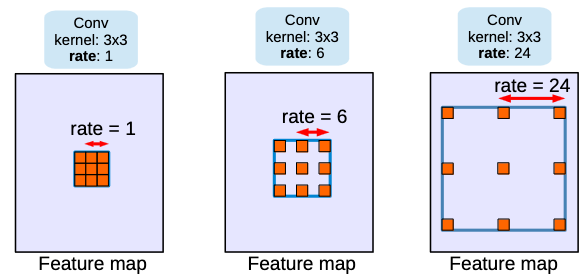 Conv
kernel: 3x3
rate: 1
Conv
kernel: 3x3
rate: 6
Conv
kernel: 3x3
rate: 24
rate = 1
rate = 6
rate = 24
Feature map
Feature map
Feature map